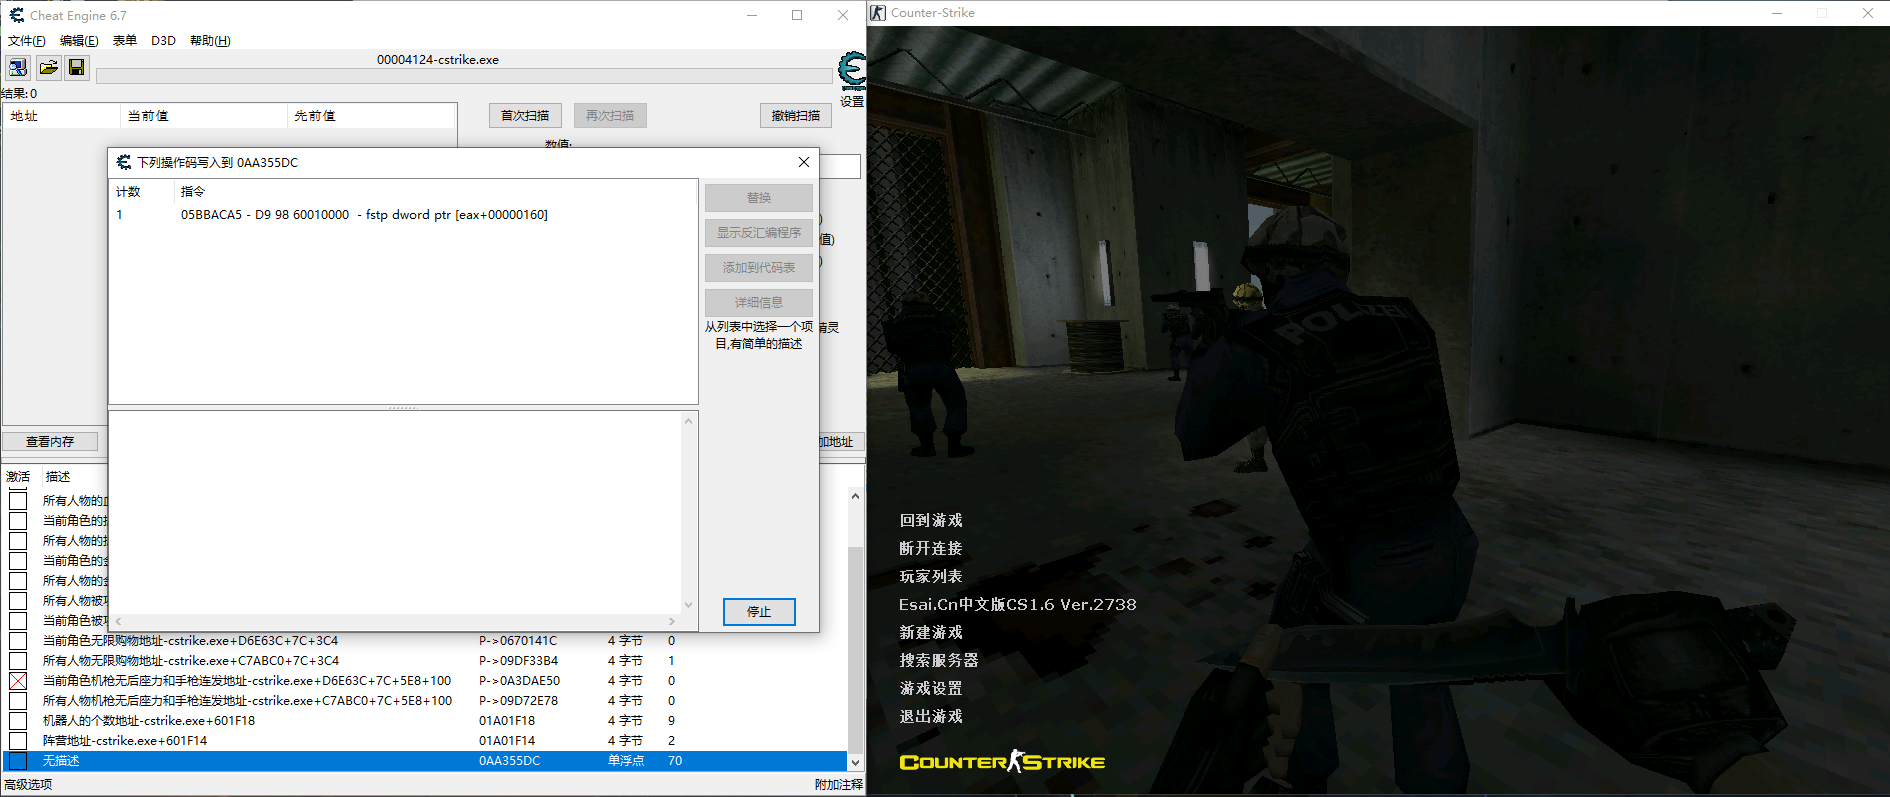 Cheat Engine 6.7
文件(F) 编辑(E) 表单 D3D 帮助(H)
00004124-cstrike.exe
设置
结果: 0
地址 当前值 先前值
首次扫描 再次扫描 撤销扫描
数值:
下列操作码写入到 0AA355DC
计数 指令
1 05BBACA5 - D9 98 60010000 - fstp dword ptr [eax+00000160]
替换
显示反汇编程序
添加到代码表
详细信息
从列表中选择一个项
目,有简单的描述
值)
精灵
停止
查看内存
加地址
激活 描述
所有人物的
当前角色的
所有人物的
当前角色的
所有人物的
所有人物被
当前角色被
当前角色无限购物地址-cstrike.exe+D6E63C+7C+3C4 P->0670141C 4 字节 0
所有人物无限购物地址-cstrike.exe+C7ABC0+7C+3C4 P->09DF33B4 4 字节 1
当前角色机枪无后座力和手枪连发地址-cstrike.exe+D6E63C+7C+5E8+100 P->0A3DAE50 4 字节 0
所有人物机枪无后座力和手枪连发地址-cstrike.exe+C7ABC0+7C+5E8+100 P->09D72E78 4 字节 0
机器人的个数地址-cstrike.exe+601F18 01A01F18 4 字节 9
阵营地址-cstrike.exe+601F14 01A01F14 4 字节 2
无描述 0AA355DC 单浮点 70
高级选项 附加注释
Counter-Strike
POLIZEI
回到游戏
断开连接
玩家列表
Esai.Cn中文版CS1.6 Ver.2738
新建游戏
搜索服务器
游戏设置
退出游戏
COUNTER STRIKE